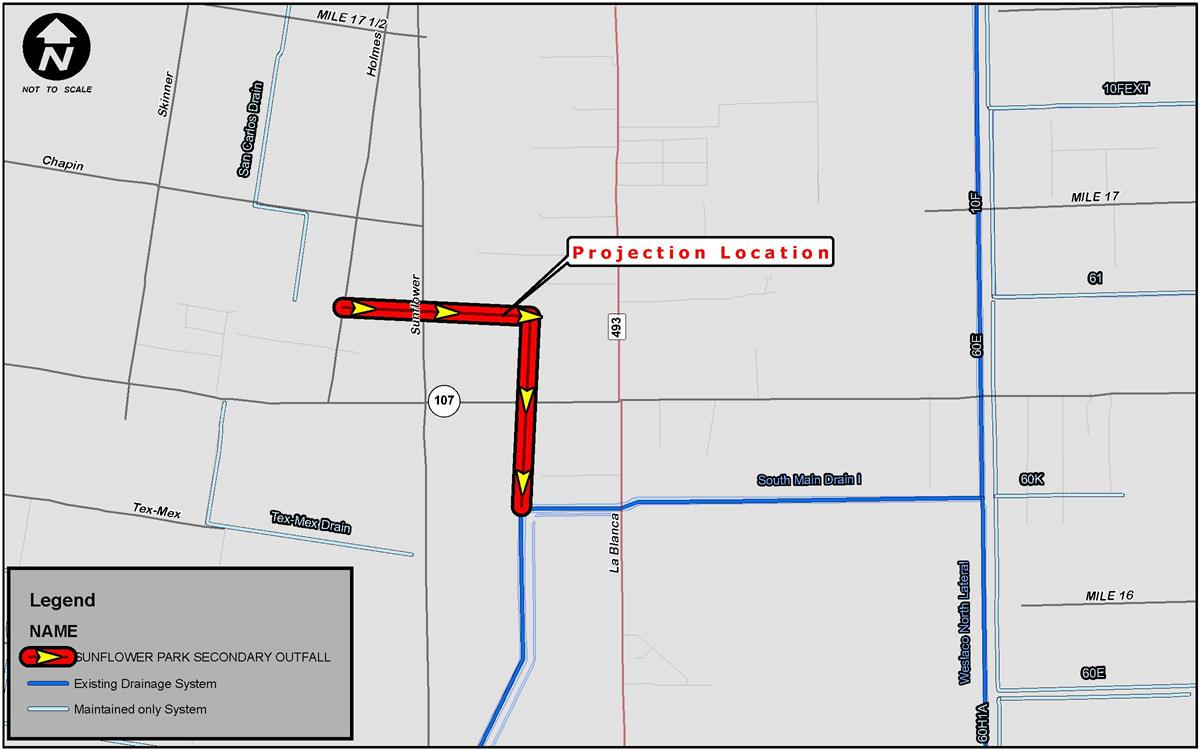 MILE 17 1/2
N
NOT TO SCALE
Skinner
San Carlos Drain
Holmes
10FEXT
Chapin
MILE 17
10F
Projection Location
61
Sunflower
493
60E
107
South Main Drain I
60K
Tex-Mex
Tex-Mex Drain
La Blanca
Weslaco North Lateral
MILE 16
60E
60H1A
Legend
NAME
SUNFLOWER PARK SECONDARY OUTFALL
Existing Drainage System
Maintained only System